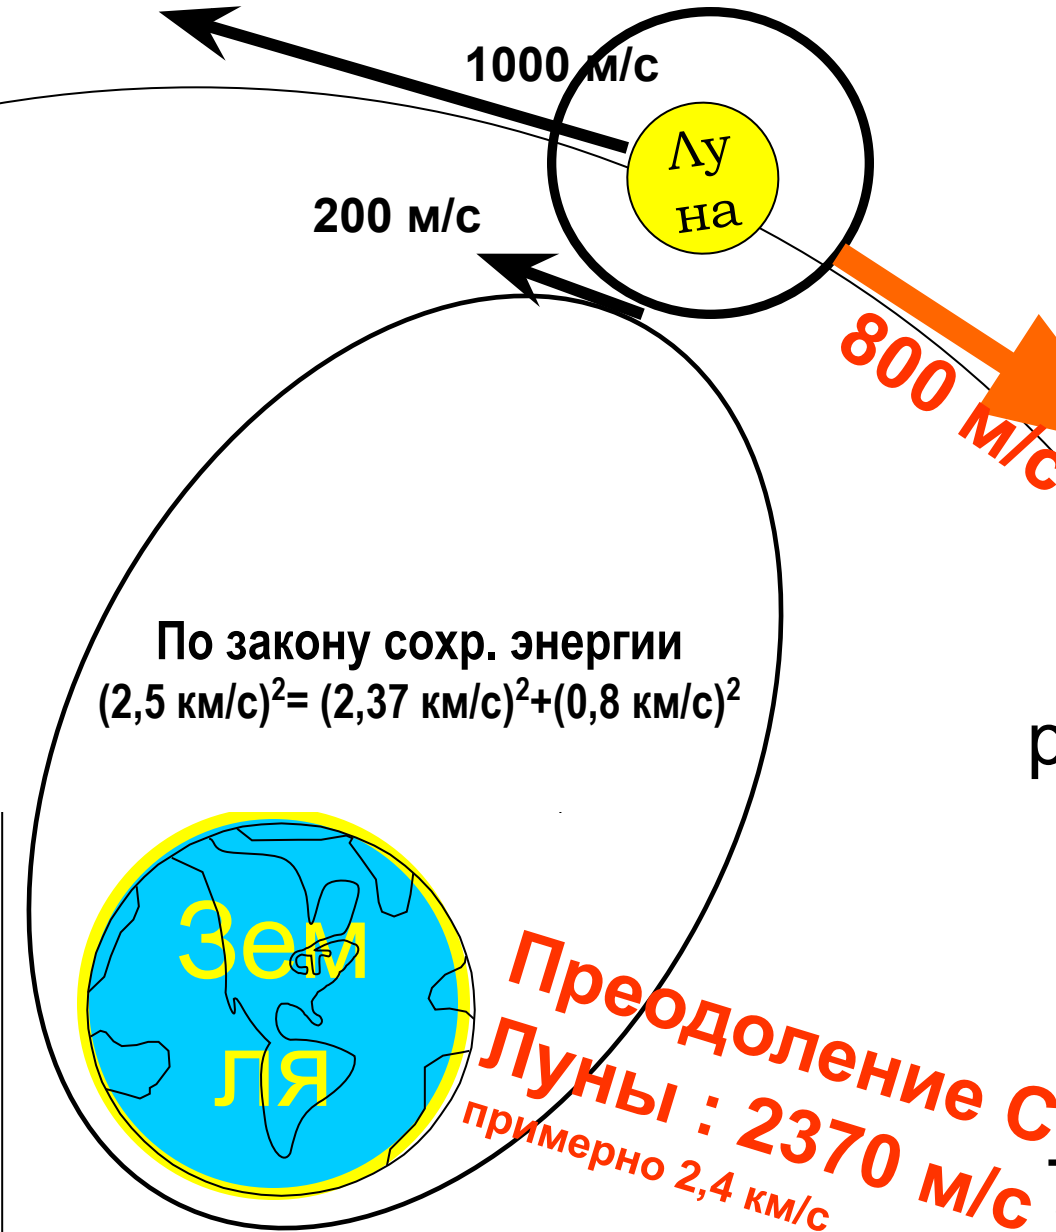 1000 м/с
Лу
на
200 м/с
800 м/с
По закону сохр. энергии
(2,5 км/с)²= (2,37 км/с)²+(0,8 км/с)²
р
Зем
ля
Преодоление С
Луны : 2370 м/с
примерно 2,4 км/с